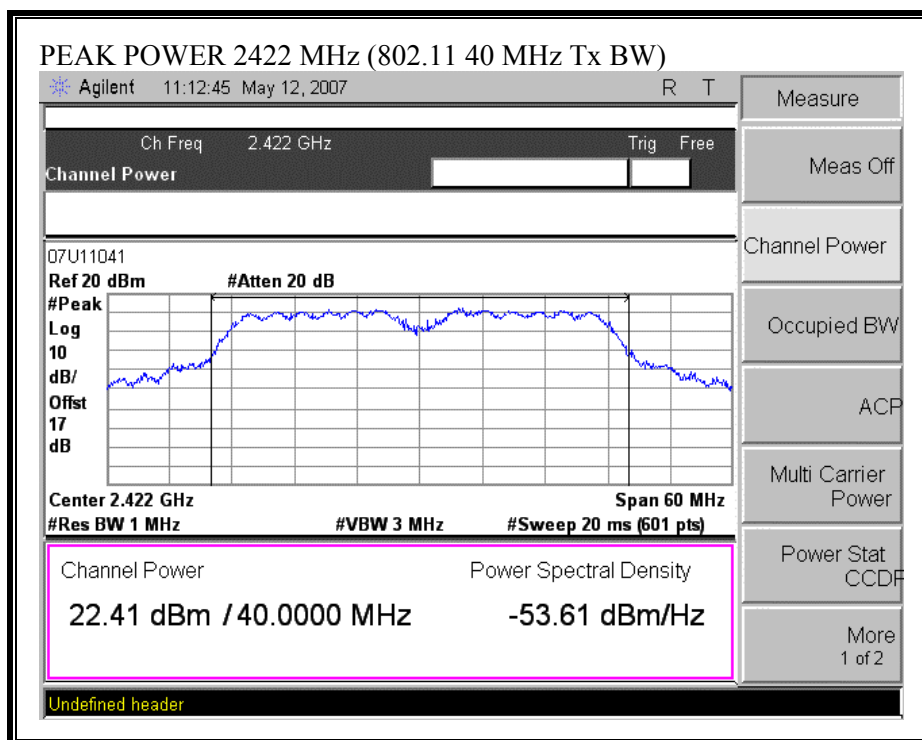 PEAK POWER 2422 MHz (802.11 40 MHz Tx BW)
Agilent 11:12:45 May 12, 2007 R T
Measure
Ch Freq 2.422 GHz Trig Free
Channel Power
Meas Off
Channel Power
Occupied BW
ACP
Multi Carrier
Power
Power Stat
CCDF
More
1 of 2
07U11041
Ref 20 dBm #Atten 20 dB
#Peak
Log
10
dB/
Offst
17
dB
Center 2.422 GHz Span 60 MHz
#Res BW 1 MHz #VBW 3 MHz #Sweep 20 ms (601 pts)
Channel Power Power Spectral Density
22.41 dBm / 40.0000 MHz -53.61 dBm/Hz
Undefined header